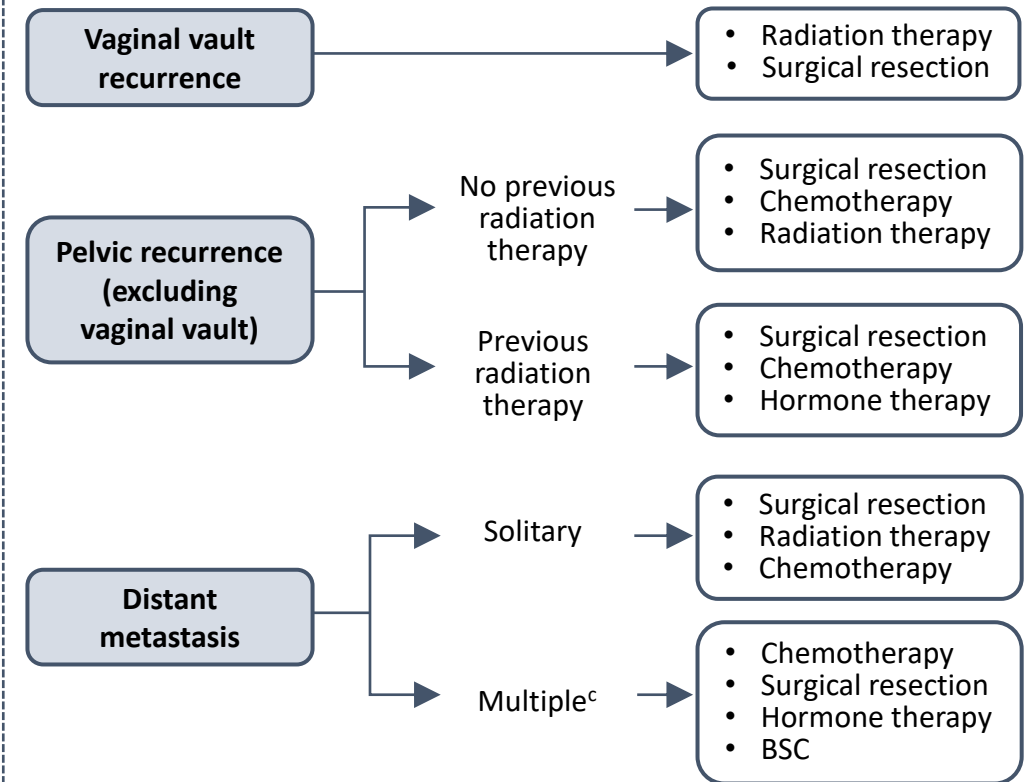 Vaginal vault
recurrence
• Radiation therapy
• Surgical resection
Pelvic recurrence
(excluding
vaginal vault)
No previous
radiation
therapy
• Surgical resection
• Chemotherapy
• Radiation therapy
Previous
radiation
therapy
• Surgical resection
• Chemotherapy
• Hormone therapy
Distant
metastasis
Solitary
• Surgical resection
• Radiation therapy
• Chemotherapy
Multipleᶜ
• Chemotherapy
• Surgical resection
• Hormone therapy
• BSC